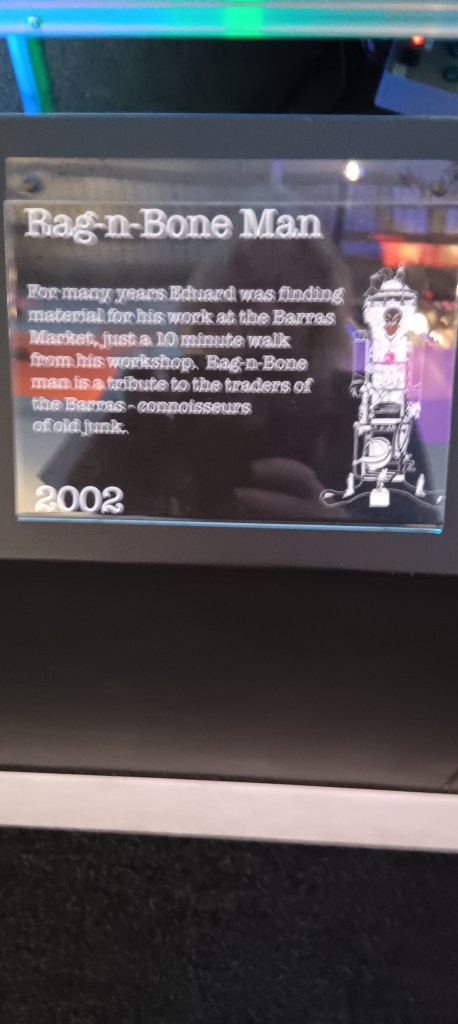 Rag-n-Bone Man
For many years Eduard was finding
material for his work at the Barras
Market, just a 10 minute walk
from his workshop. Rag-n-Bone
man is a tribute to the traders of
the Barras - connoisseurs
of old junk.
2002